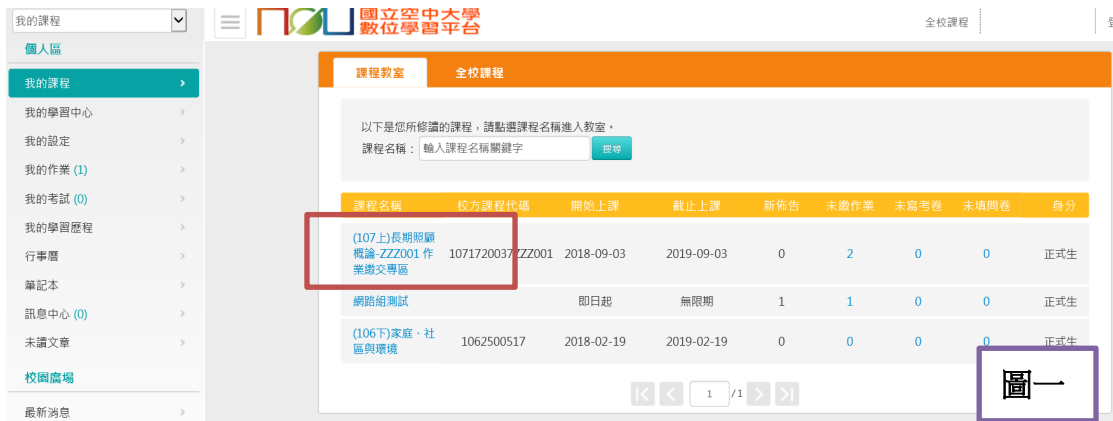 我的課程
個人區
我的課程
我的學習中心
我的設定
我的作業 (1)
我的考試 (0)
我的學習歷程
行事曆
筆記本
訊息中心 (0)
未讀文章
校園廣場
最新消息
國立空中大學
數位學習平台
全校課程
課程教室 全校課程
以下是您所修讀的課程，請點選課程名稱進入教室。
課程名稱： 輸入課程名稱關鍵字 搜尋
課程名稱 校方課程代碼 開始上課 截止上課 新佈告 未繳作業 未寫考卷 未填問卷 身分
(107上)長期照顧
概論-ZZZ001 作 1071720037ZZZ001 2018-09-03 2019-09-03 0 2 0 0 正式生
業繳交專區
網路組測試 即日起 無限期 1 1 0 0 正式生
(106下)家庭、社
區與環境 1062500517 2018-02-19 2019-02-19 0 0 0 0 正式生
1 /1
圖一